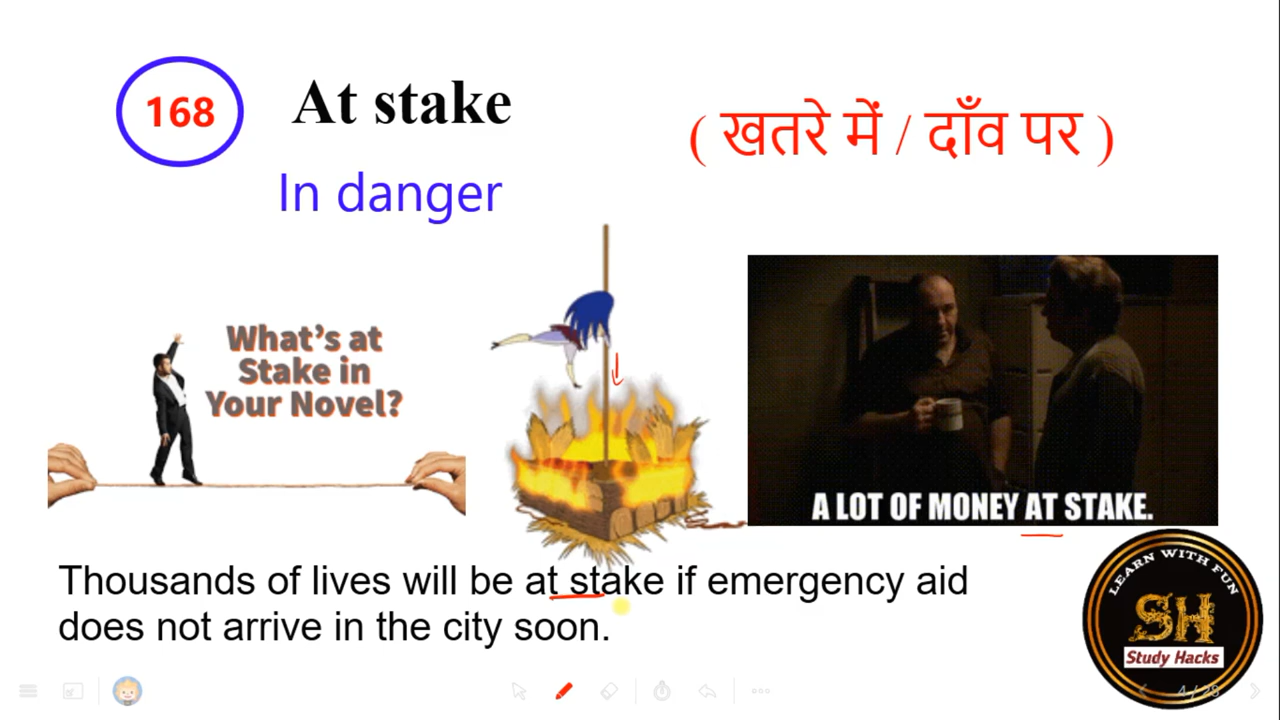 168
At stake
( खतरे में / दाँव पर )
In danger
What's at
Stake in
Your Novel?
A LOT OF MONEY AT STAKE.
Thousands of lives will be at stake if emergency aid
does not arrive in the city soon.
LEARN WITH FUN
SH
Study Hacks
4 / 28